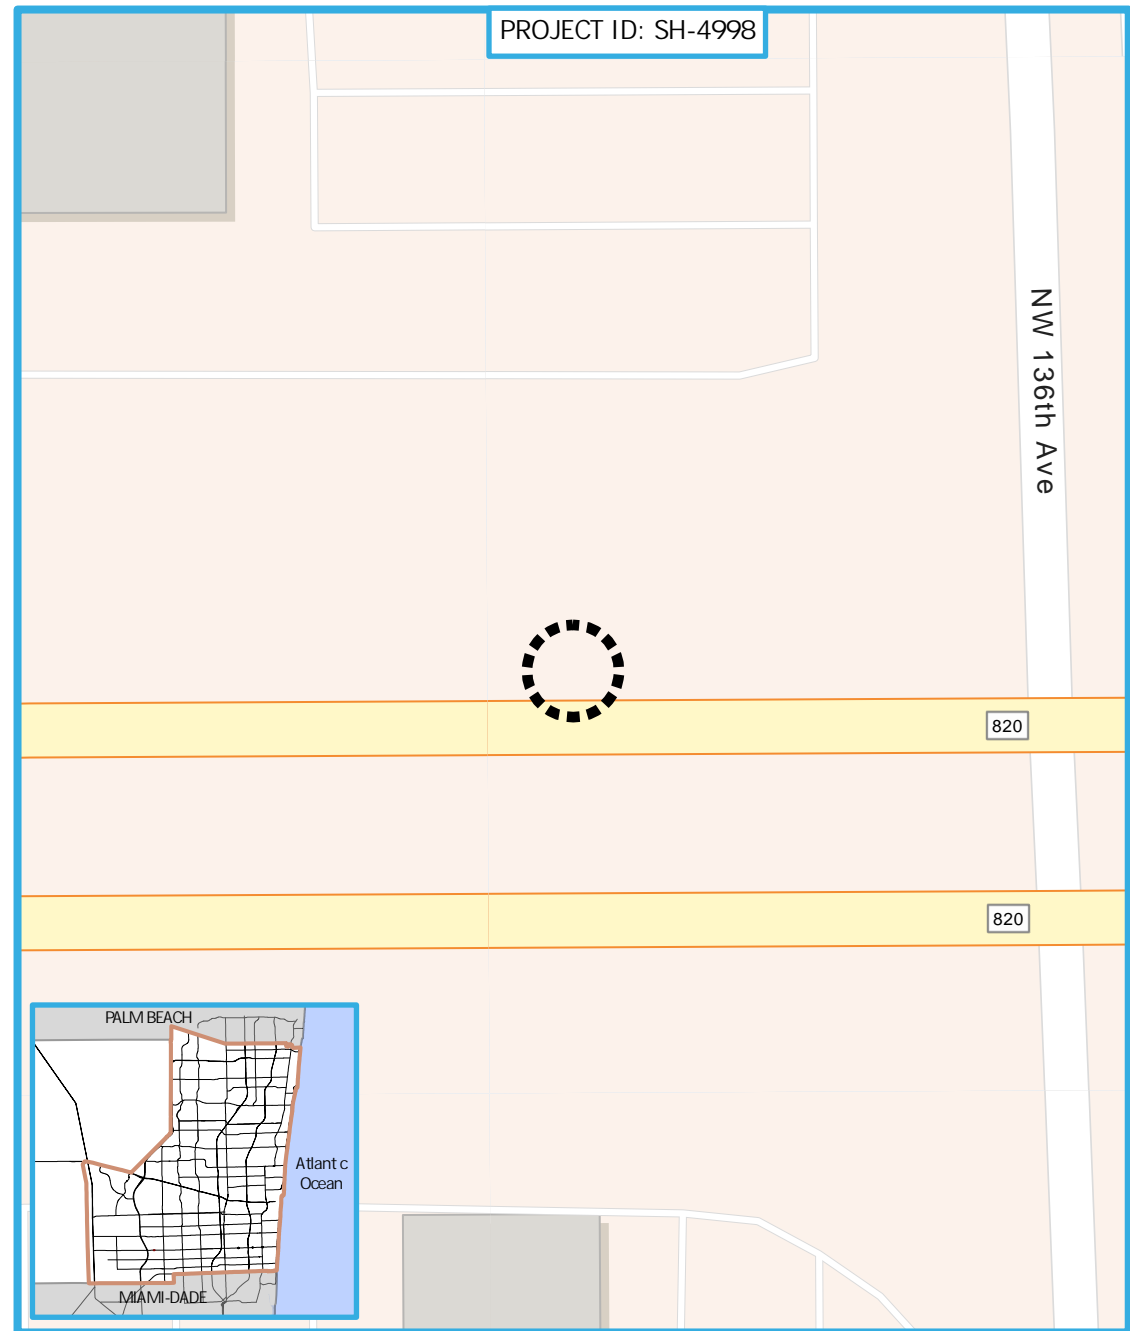 PROJECT ID: SH-4998
NW 136th Ave
820
820
PALM BEACH
Atlant c
Ocean
MIAMI-DADE